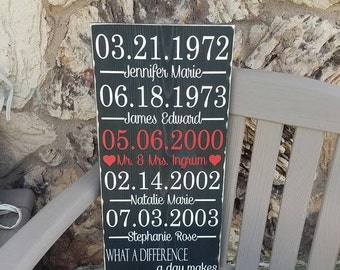 03.21.1972
Jennifer Marie
06.18.1973
James Edward
05.06.2000
Mr. & Mrs. Ingrum
02.14.2002
Natalie Marie
07.03.2003
Stephanie Rose
WHAT A DIFFERENCE
a day makes